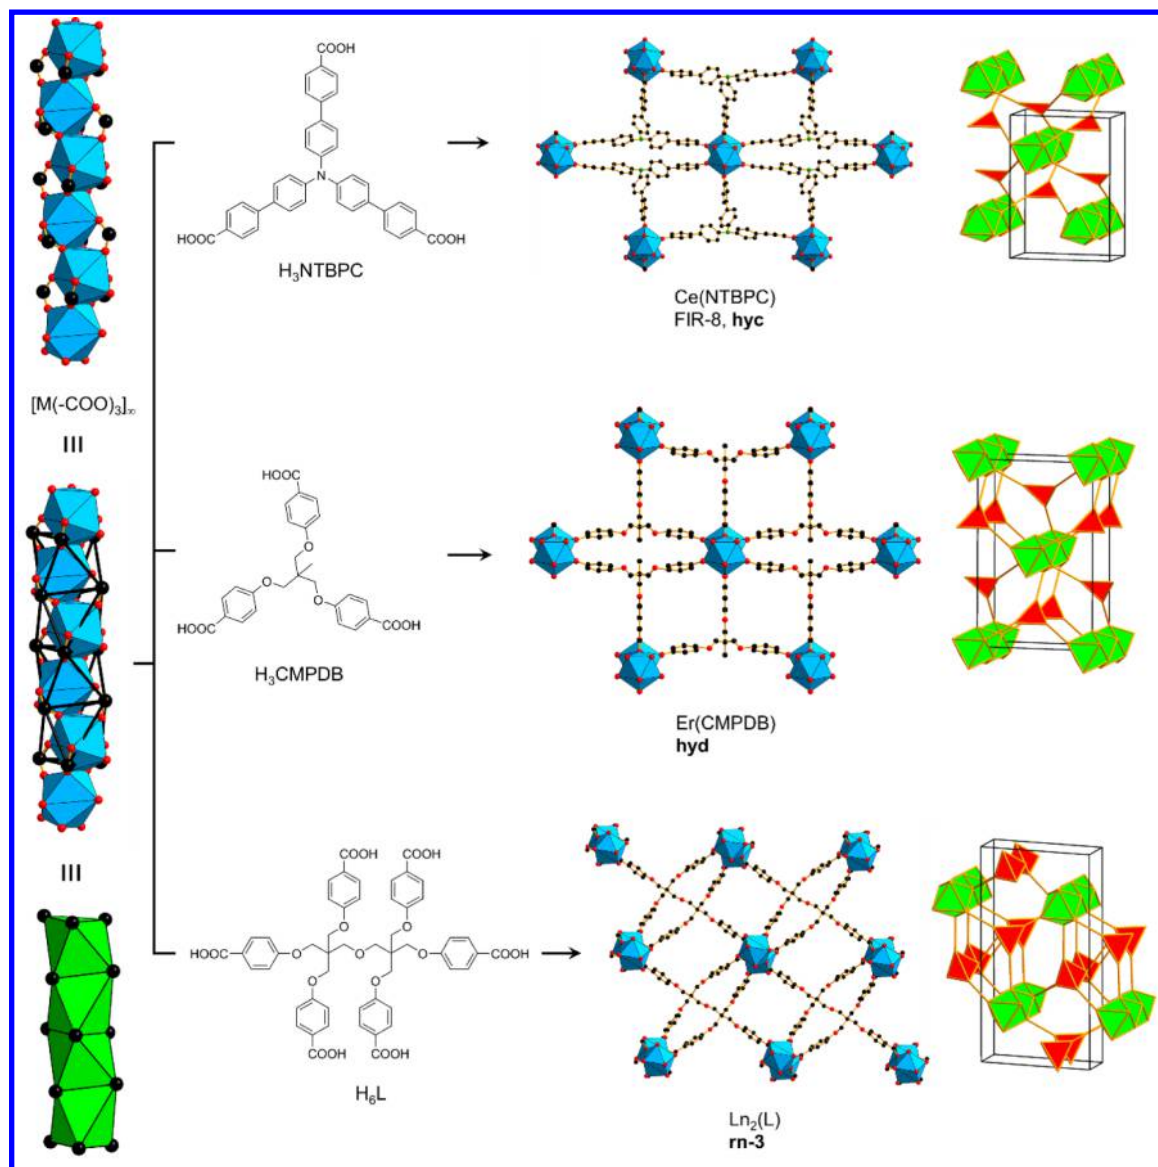 COOH
N
HOOC
COOH
H₃NTBPC
Ce(NTBPC)
FIR-8, hyc
[M(-COO)₃]∞
III
HOOC
O
O
O
HOOC
COOH
H₃CMPDB
Er(CMPDB)
hyd
III
COOH
COOH
O
O
HOOC
O
O
O
COOH
O
O
COOH
COOH
H₆L
Ln₂(L)
rn-3